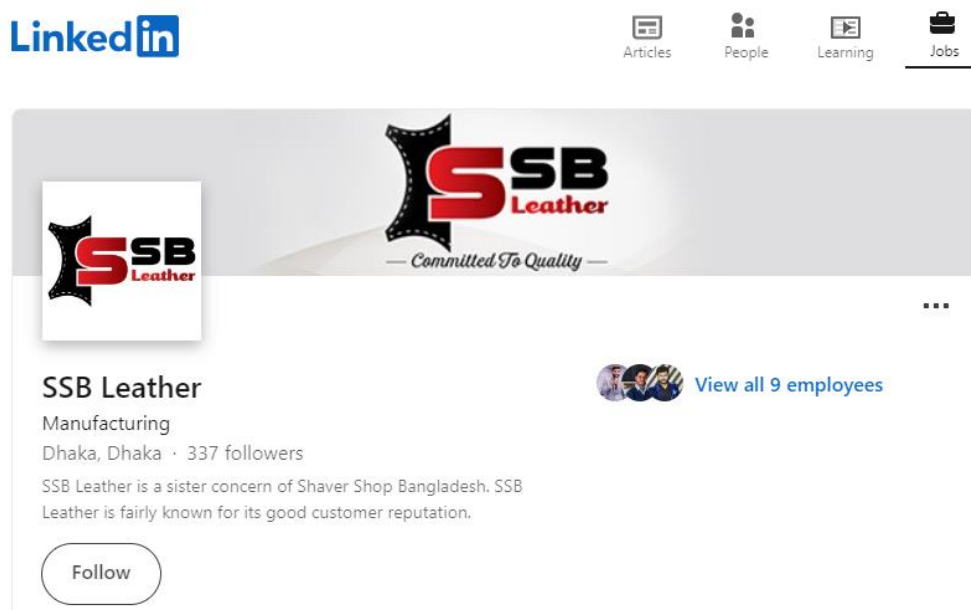 LinkedIn
Articles
People
Learning
Jobs
SSB
Leather
Committed To Quality
SSB
Leather
SSB Leather
View all 9 employees
Manufacturing
Dhaka, Dhaka · 337 followers
SSB Leather is a sister concern of Shaver Shop Bangladesh. SSB
Leather is fairly known for its good customer reputation.
Follow